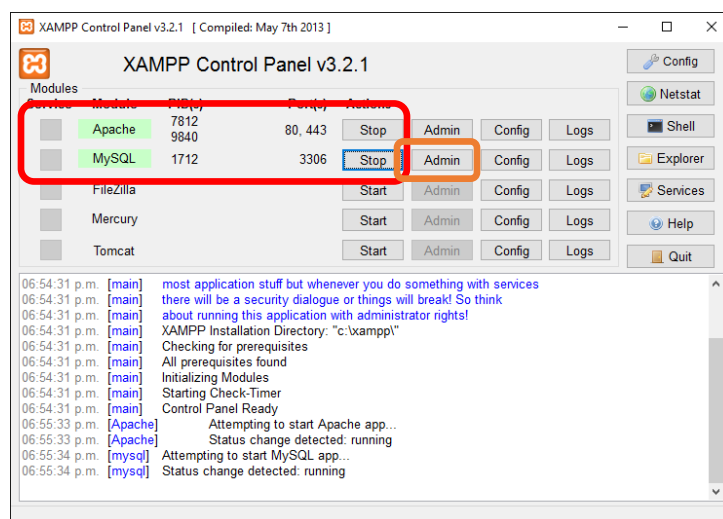 XAMPP Control Panel v3.2.1 [ Compiled: May 7th 2013 ]
XAMPP Control Panel v3.2.1
Config
Modules
Netstat
Service Module PID(s) Port(s) Actions
Apache 7812 9840 80, 443 Stop Admin Config Logs
Shell
MySQL 1712 3306 Stop Admin Config Logs
Explorer
FileZilla Start Admin Config Logs
Services
Mercury Start Admin Config Logs
Help
Tomcat Start Admin Config Logs
Quit
06:54:31 p.m. [main] most application stuff but whenever you do something with services
06:54:31 p.m. [main] there will be a security dialogue or things will break! So think
06:54:31 p.m. [main] about running this application with administrator rights!
06:54:31 p.m. [main] XAMPP Installation Directory: "c:\xampp\"
06:54:31 p.m. [main] Checking for prerequisites
06:54:31 p.m. [main] All prerequisites found
06:54:31 p.m. [main] Initializing Modules
06:54:31 p.m. [main] Starting Check-Timer
06:54:31 p.m. [main] Control Panel Ready
06:55:33 p.m. [Apache] Attempting to start Apache app...
06:55:33 p.m. [Apache] Status change detected: running
06:55:34 p.m. [mysql] Attempting to start MySQL app...
06:55:34 p.m. [mysql] Status change detected: running